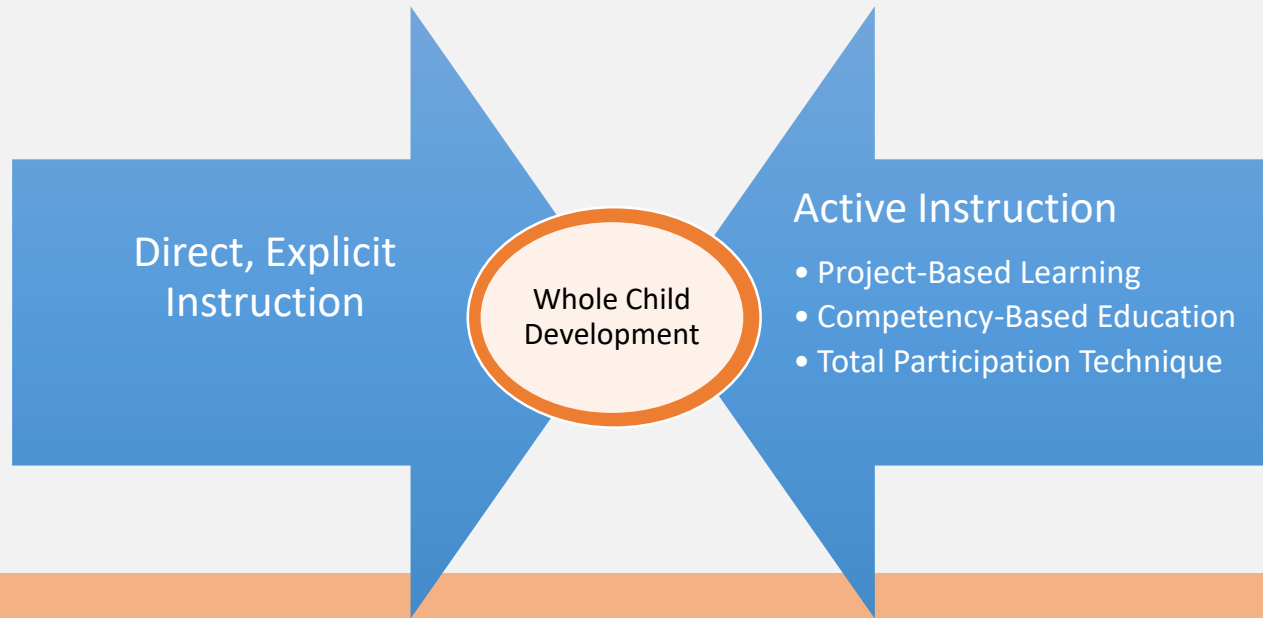 Direct, Explicit
Instruction
Whole Child
Development
Active Instruction
• Project-Based Learning
• Competency-Based Education
• Total Participation Technique